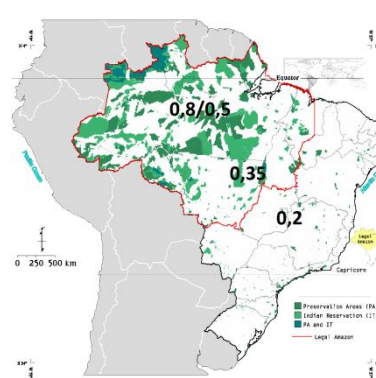 Equator
0,8/0,5
0,35
0,2
Pacific Ocean
Legal
Amazon
0 250 500 km
Capricorn
Preservation Areas (PA
Indian Reservation (IT
PA and IT
Legal Amazon